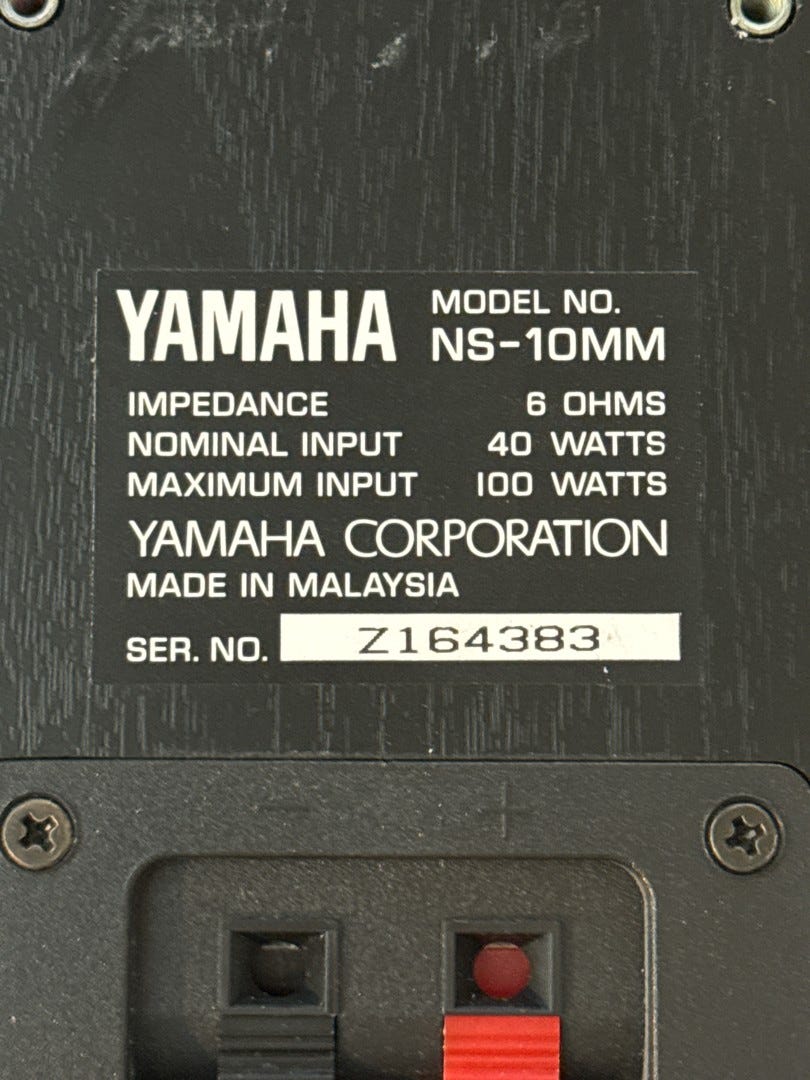 YAMAHA MODEL NO.
NS-10MM
IMPEDANCE 6 OHMS
NOMINAL INPUT 40 WATTS
MAXIMUM INPUT 100 WATTS
YAMAHA CORPORATION
MADE IN MALAYSIA
SER. NO. Z164383
− +